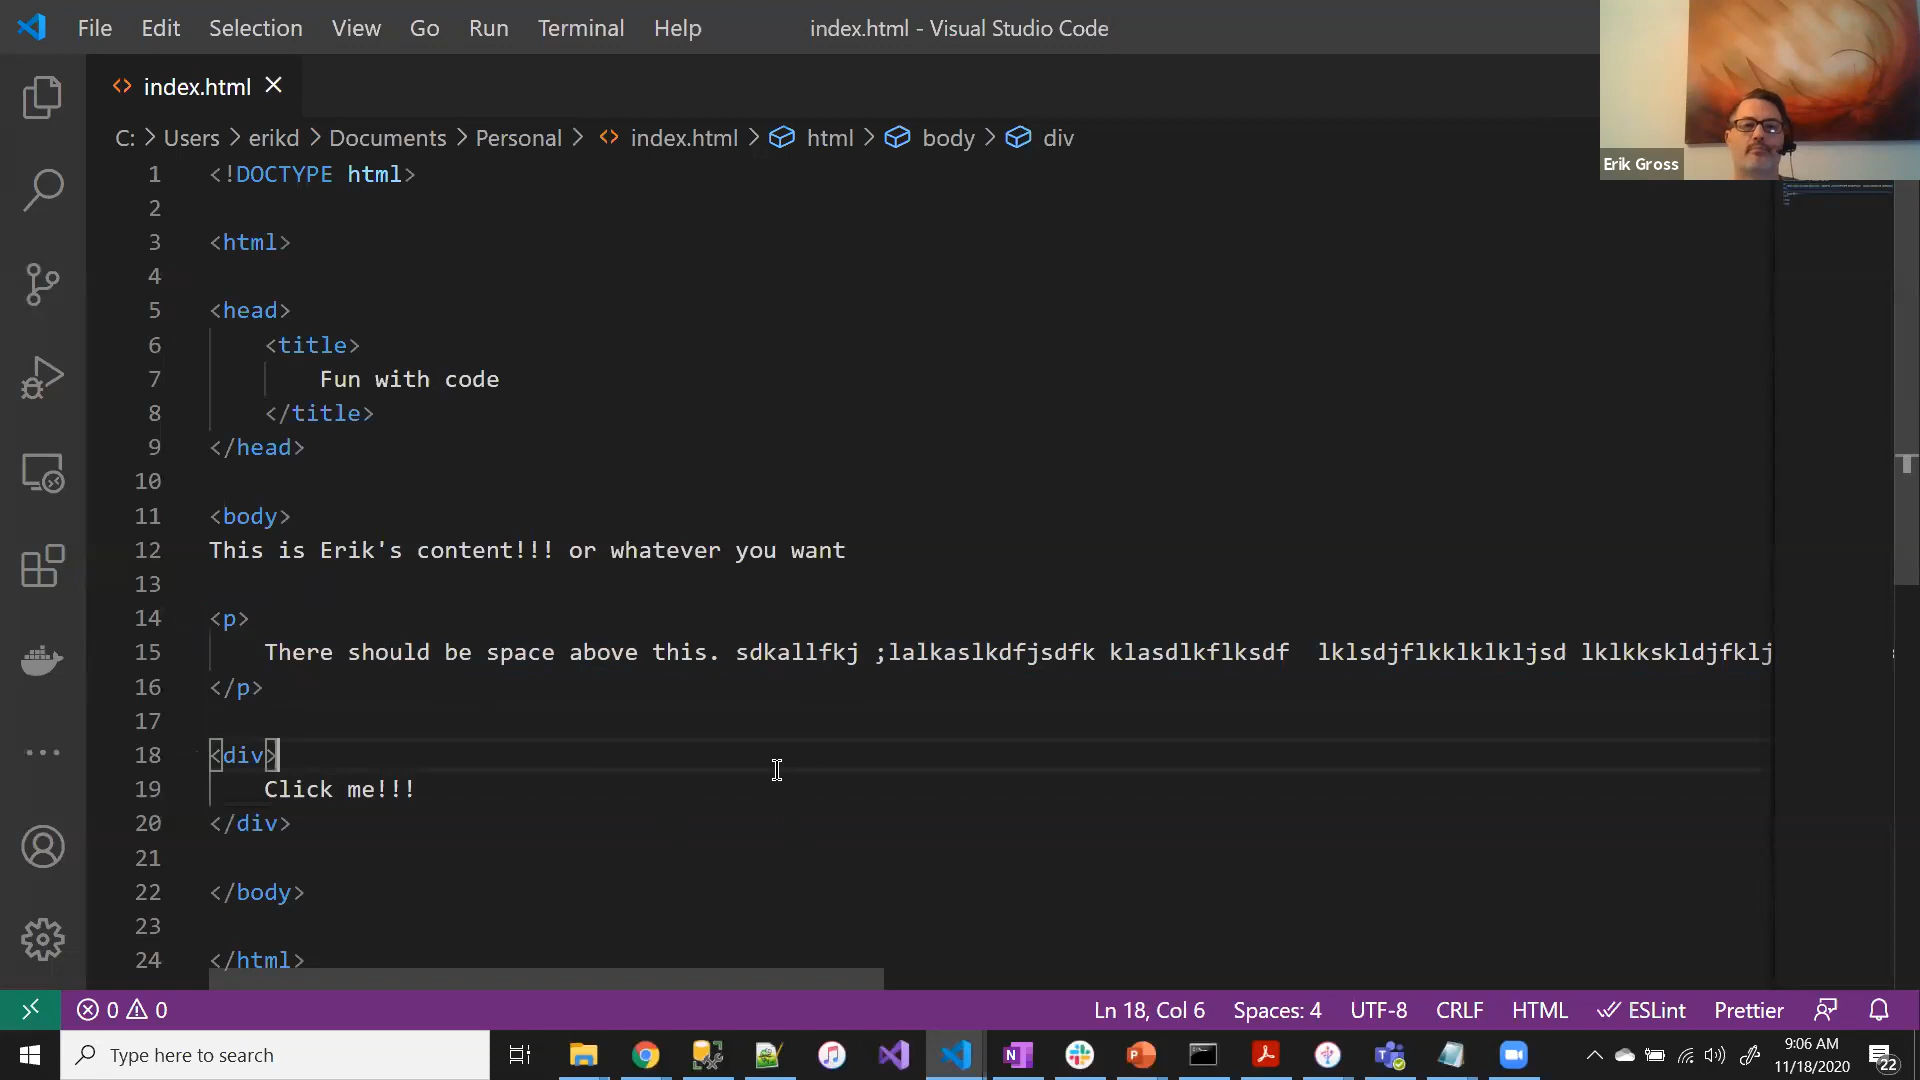 File Edit Selection View Go Run Terminal Help index.html - Visual Studio Code
index.html
C: > Users > erikd > Documents > Personal > index.html > html > body > div
Erik Gross
1 <!DOCTYPE html>
2
3 <html>
4
5 <head>
6 <title>
7 Fun with code
8 </title>
9 </head>
10
11 <body>
12 This is Erik's content!!! or whatever you want
13
14 <p>
15 There should be space above this. sdkallfkj ;lalkaslkdfjsdfk klasdlkflksdf lklsdjflkklklkljsd lklkkskldjfklj
16 </p>
17
18 <div>
19 Click me!!!
20 </div>
21
22 </body>
23
24 </html>
0 0 Ln 18, Col 6 Spaces: 4 UTF-8 CRLF HTML ESLint Prettier
Type here to search
9:06 AM
11/18/2020
22